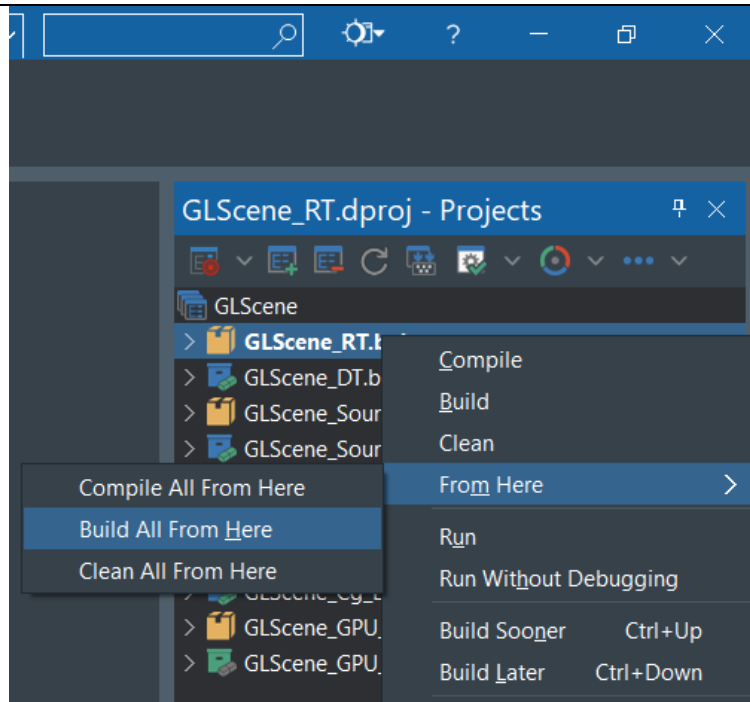 ?
GLScene_RT.dproj - Projects
GLScene
GLScene_RT.b
GLScene_DT.b
GLScene_Sour
GLScene_Sour
Compile
Build
Clean
From Here
Compile All From Here
Build All From Here
Clean All From Here
Run
Run Without Debugging
GLScene_Cg_
GLScene_GPU_
GLScene_GPU_
Build Sooner Ctrl+Up
Build Later Ctrl+Down